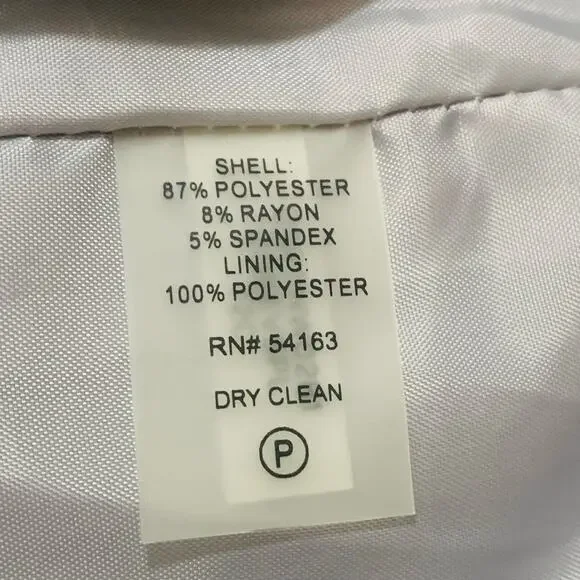 SHELL:
87% POLYESTER
8% RAYON
5% SPANDEX
LINING:
100% POLYESTER
RN# 54163
DRY CLEAN
P